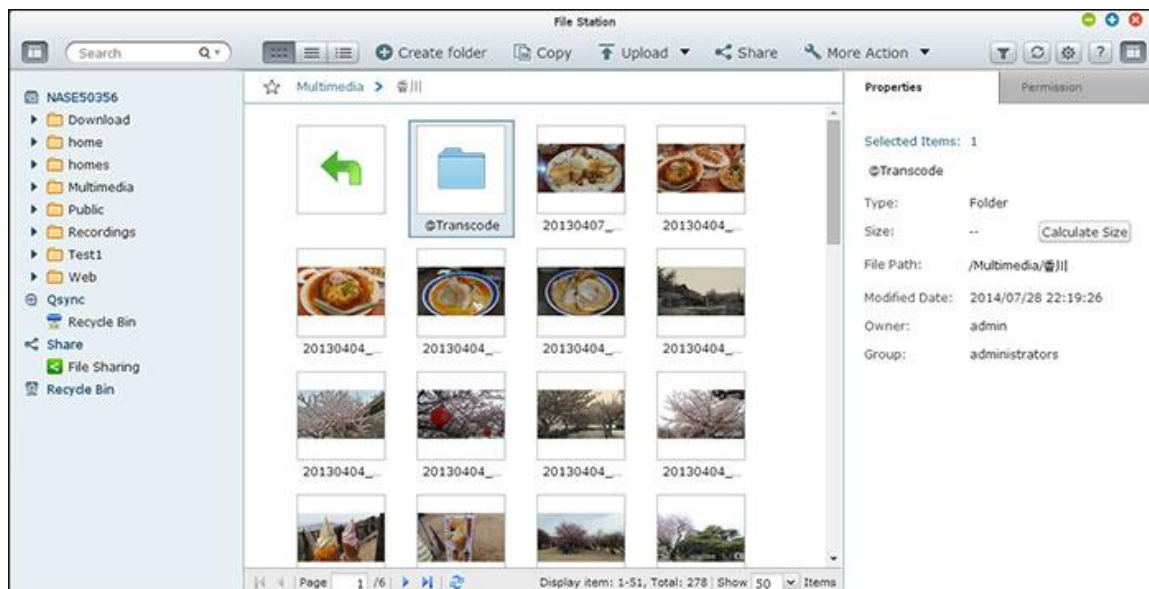 File Station
Search
Create folder
Copy
Upload
Share
More Action
?
NASE50356
Download
home
homes
Multimedia
Public
Recordings
Test1
Web
Qsync
Recycle Bin
Share
File Sharing
Recycle Bin
Multimedia > 香川
@Transcode
20130407_...
20130404_...
20130404_...
20130404_...
20130404_...
20130404_...
20130404_...
20130404_...
20130404_...
20130404_...
Page 1 /6
Display item: 1-51, Total: 278
Show 50 Items
Properties
Permission
Selected Items: 1
@Transcode
Type: Folder
Size: -- Calculate Size
File Path: /Multimedia/香川
Modified Date: 2014/07/28 22:19:26
Owner: admin
Group: administrators